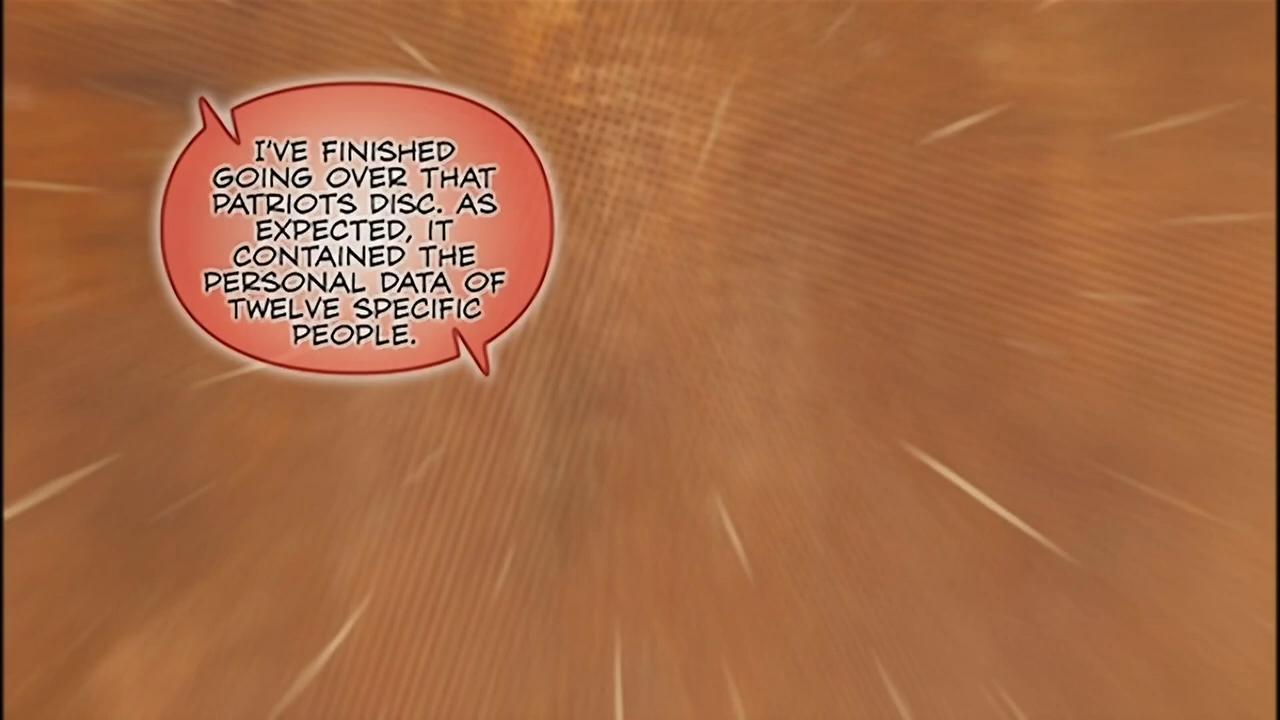 I'VE FINISHED
GOING OVER THAT
PATRIOTS DISC. AS
EXPECTED, IT
CONTAINED THE
PERSONAL DATA OF
TWELVE SPECIFIC
PEOPLE.